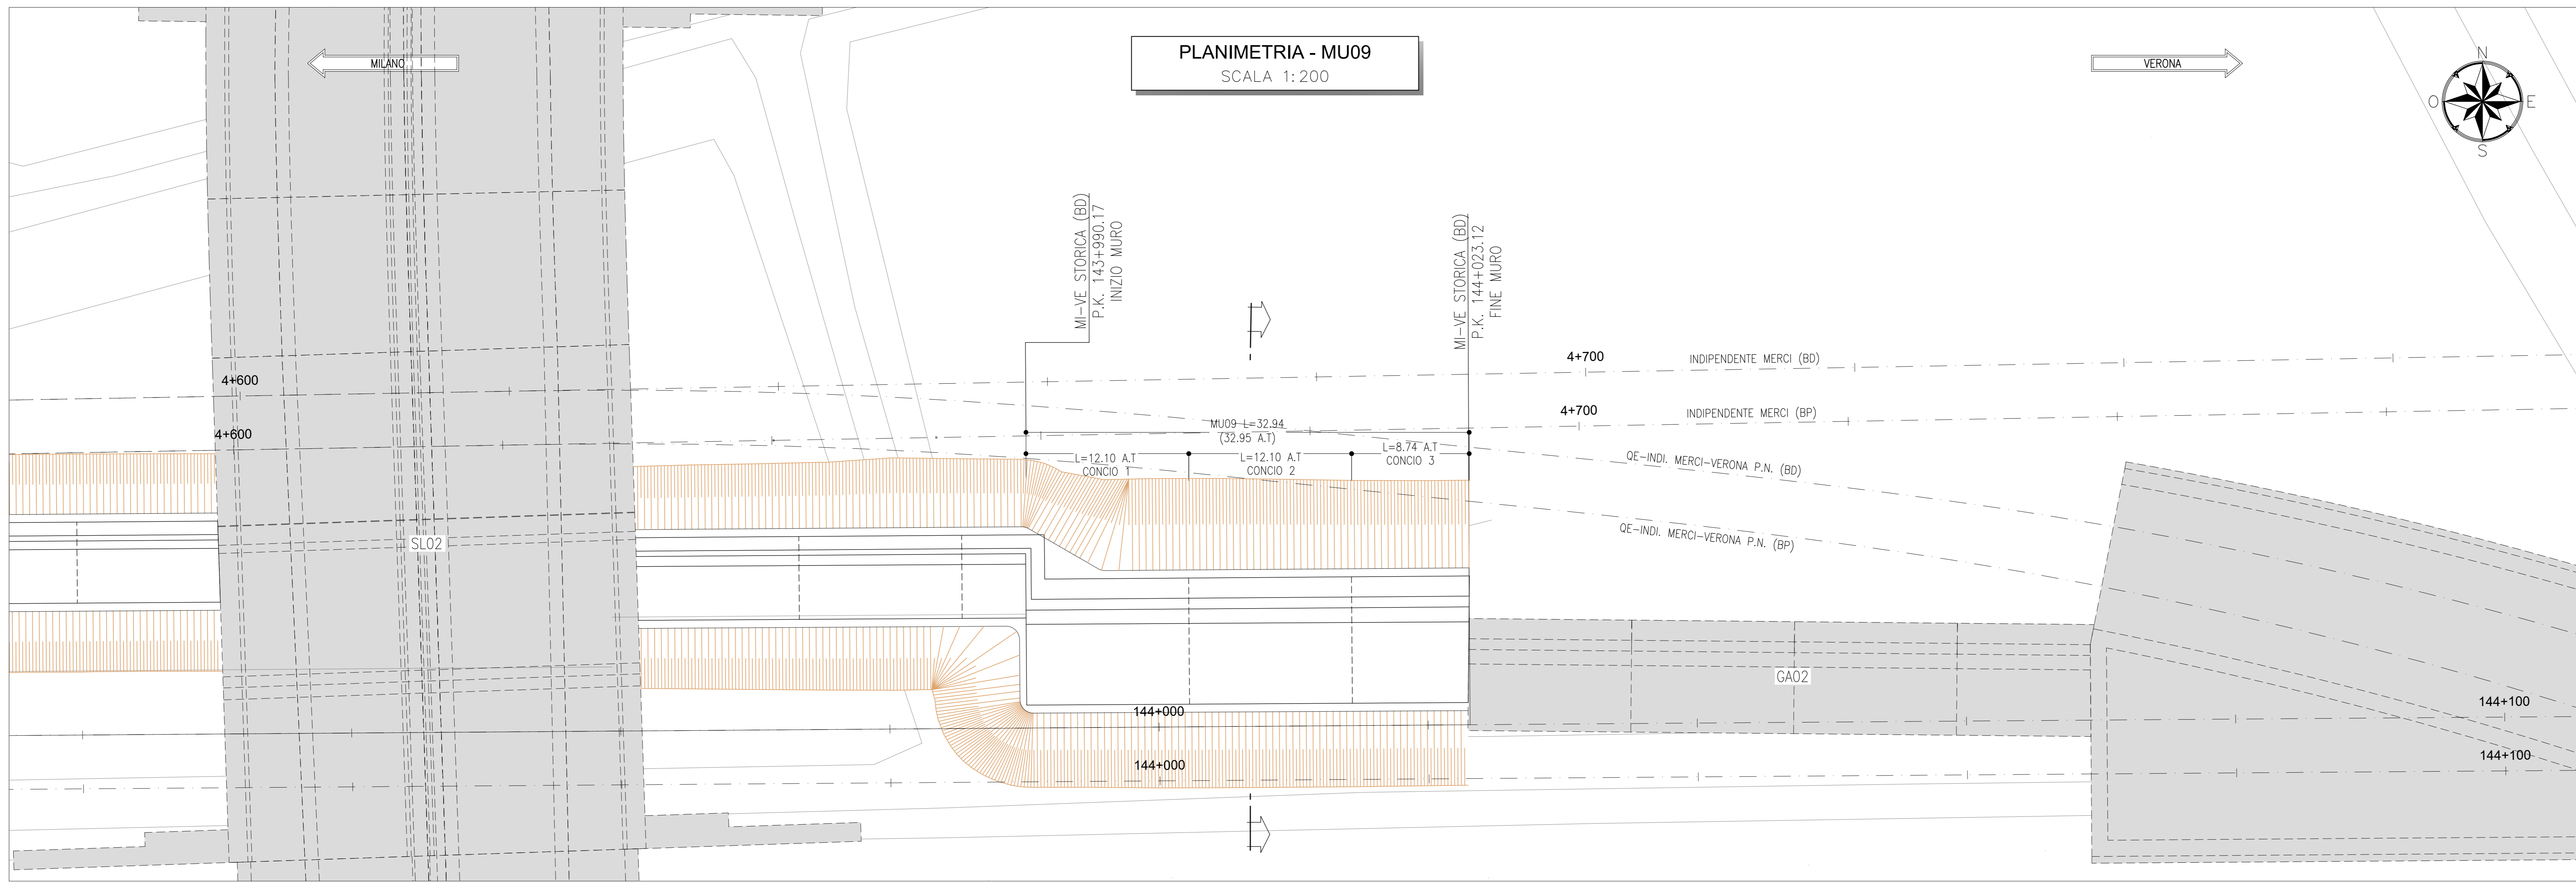 PLANIMETRIA - MU09
SCALA 1:200
MILANO
VERONA
N
O
E
S
MI-VE STORICA (BD)
P.K. 143+990.17
INIZIO MURO
MI-VE STORICA (BD)
P.K. 144+023.12
FINE MURO
4+600
4+700
INDIPENDENTE MERCI (BD)
4+600
4+700
INDIPENDENTE MERCI (BP)
MU09 L=32.94
(32.95 A.T)
L=12.10 A.T
CONCIO 1
L=12.10 A.T
CONCIO 2
L=8.74 A.T
CONCIO 3
QE-INDI. MERCI-VERONA P.N. (BD)
QE-INDI. MERCI-VERONA P.N. (BP)
SL02
GA02
144+000
144+100
144+000
144+100